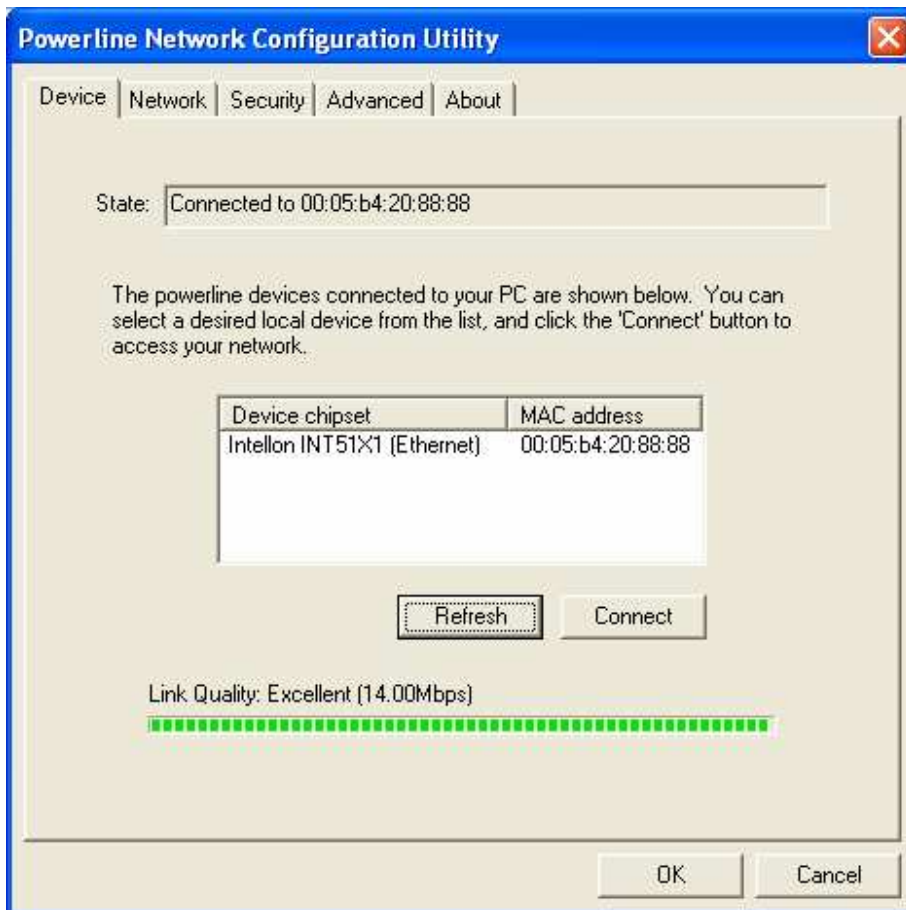 Powerline Network Configuration Utility
Device Network Security Advanced About
State: Connected to 00:05:b4:20:88:88
The powerline devices connected to your PC are shown below. You can
select a desired local device from the list, and click the 'Connect' button to
access your network.
Device chipset MAC address
Intellon INT51X1 (Ethernet) 00:05:b4:20:88:88
Refresh Connect
Link Quality: Excellent (14.00Mbps)
OK Cancel